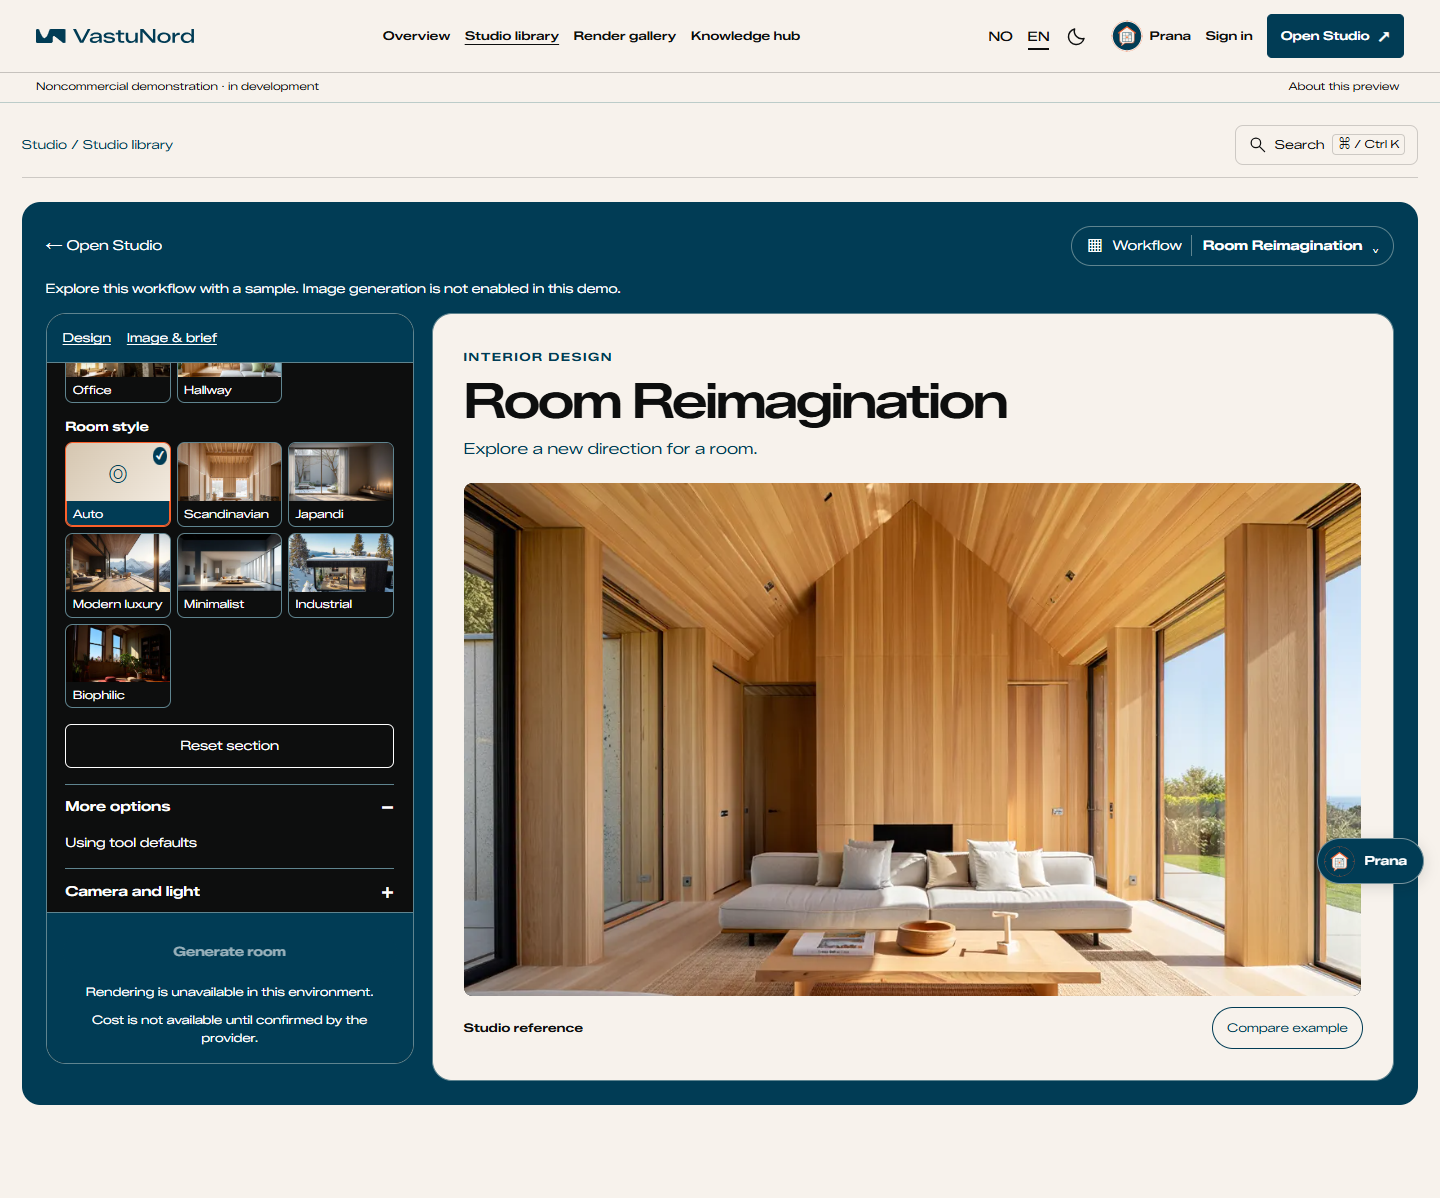 VastuNord
Overview Studio library Render gallery Knowledge hub
NO EN Prana Sign in Open Studio ↗
Noncommercial demonstration · in development
About this preview
Studio / Studio library
Search ⌘ / Ctrl K
← Open Studio
Workflow Room Reimagination
Explore this workflow with a sample. Image generation is not enabled in this demo.
Design Image & brief
Office Hallway
Room style
Auto Scandinavian Japandi
Modern luxury Minimalist Industrial
Biophilic
Reset section
More options −
Using tool defaults
Camera and light +
Generate room
Rendering is unavailable in this environment.
Cost is not available until confirmed by the
provider.
INTERIOR DESIGN
Room Reimagination
Explore a new direction for a room.
Studio reference
Compare example
Prana